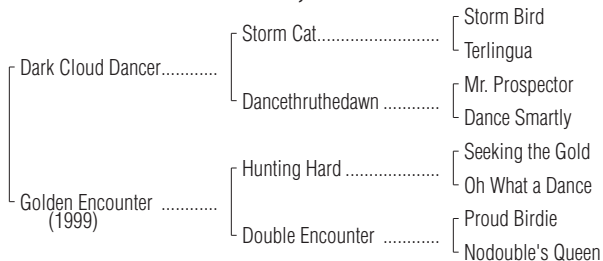 Storm Bird
Storm Cat........................
Terlingua
Dark Cloud Dancer............
Mr. Prospector
Dancethruthedawn ............
Dance Smartly
Seeking the Gold
Hunting Hard ....................
Oh What a Dance
Golden Encounter ............
(1999)
Proud Birdie
Double Encounter ............
Nodouble's Queen